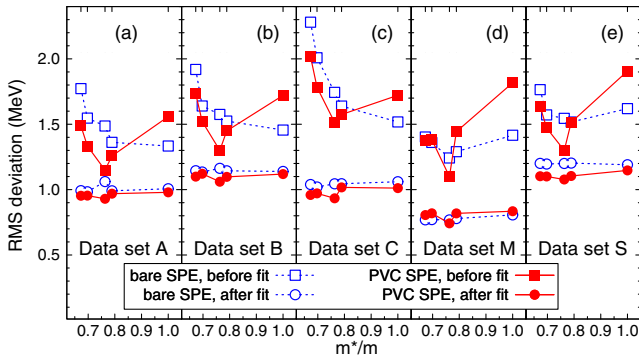 (a) (b) (c) (d) (e)
2.0
1.5
1.0
0.5
RMS deviation (MeV)
Data set A Data set B Data set C Data set M Data set S
bare SPE, before fit PVC SPE, before fit
bare SPE, after fit PVC SPE, after fit
0.7 0.8 0.9 1.0 0.7 0.8 0.9 1.0 0.7 0.8 0.9 1.0 0.7 0.8 0.9 1.0 0.7 0.8 0.9 1.0
m*/m